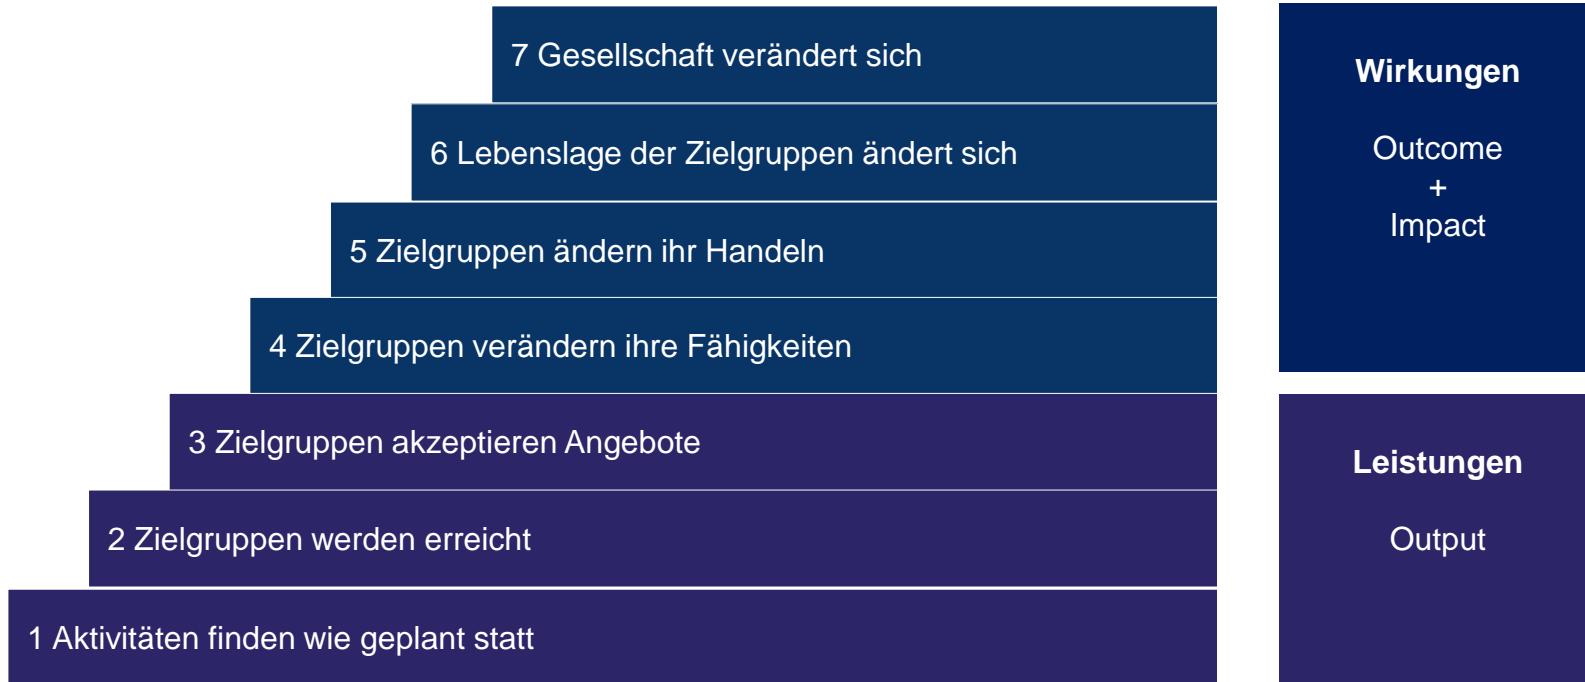 7 Gesellschaft verändert sich
6 Lebenslage der Zielgruppen ändert sich
5 Zielgruppen ändern ihr Handeln
4 Zielgruppen verändern ihre Fähigkeiten
3 Zielgruppen akzeptieren Angebote
2 Zielgruppen werden erreicht
1 Aktivitäten finden wie geplant statt
Wirkungen
Outcome
+
Impact
Leistungen
Output